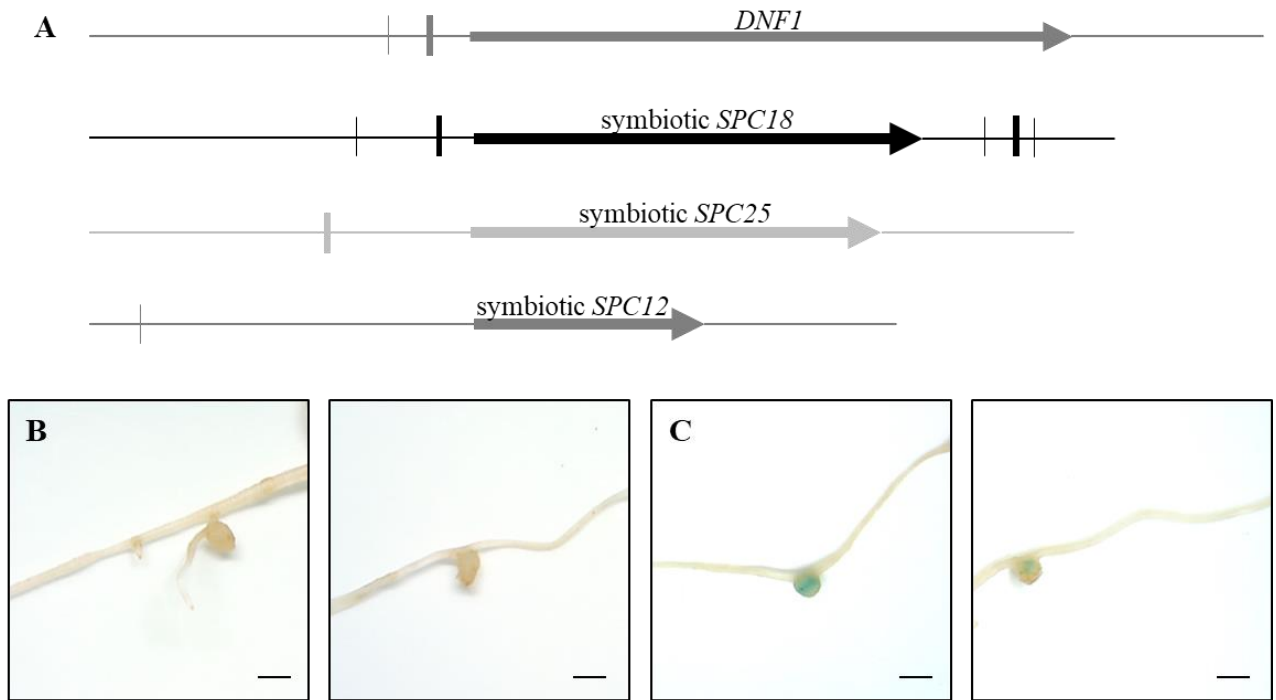 A
DNF1
symbiotic SPC18
symbiotic SPC25
symbiotic SPC12
B
C